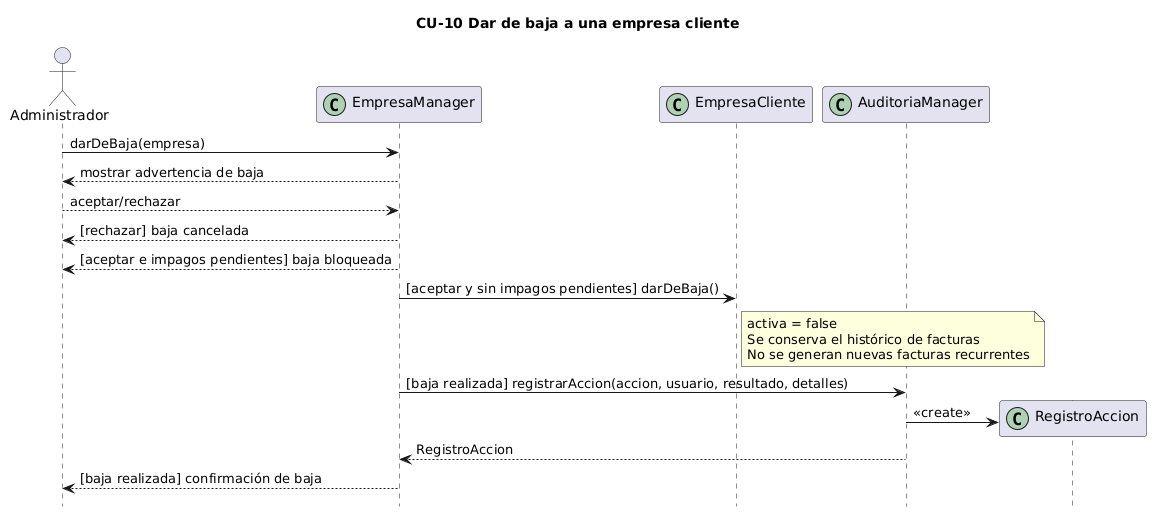 CU-10 Dar de baja a una empresa cliente
Administrador
C EmpresaManager
C EmpresaCliente
C AuditoriaManager
darDeBaja(empresa)
mostrar advertencia de baja
aceptar/rechazar
[rechazar] baja cancelada
[aceptar e impagos pendientes] baja bloqueada
[aceptar y sin impagos pendientes] darDeBaja()
activa = false
Se conserva el histórico de facturas
No se generan nuevas facturas recurrentes
[baja realizada] registrarAccion(accion, usuario, resultado, detalles)
«create»
C RegistroAccion
RegistroAccion
[baja realizada] confirmación de baja